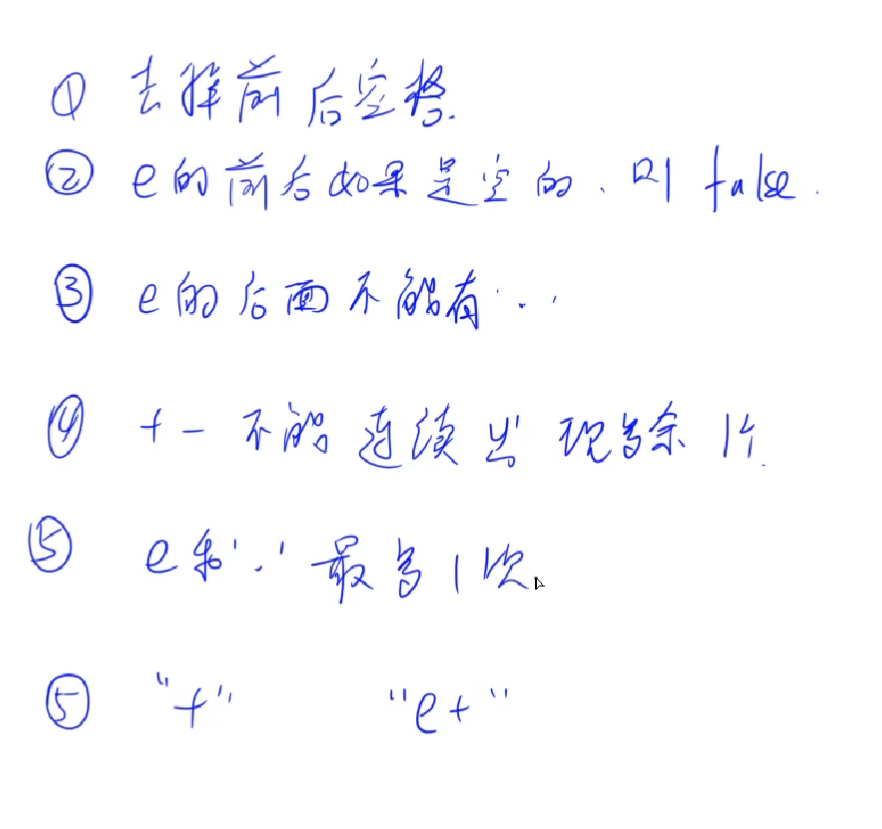 ① 去掉前后空格.
② e的前后如果是空的、则 false.
③ e的后面不能有'.'
④ + - 不能连续出现多余1个.
⑤ e和'.'最多1次.
⑤ "+" "e+"